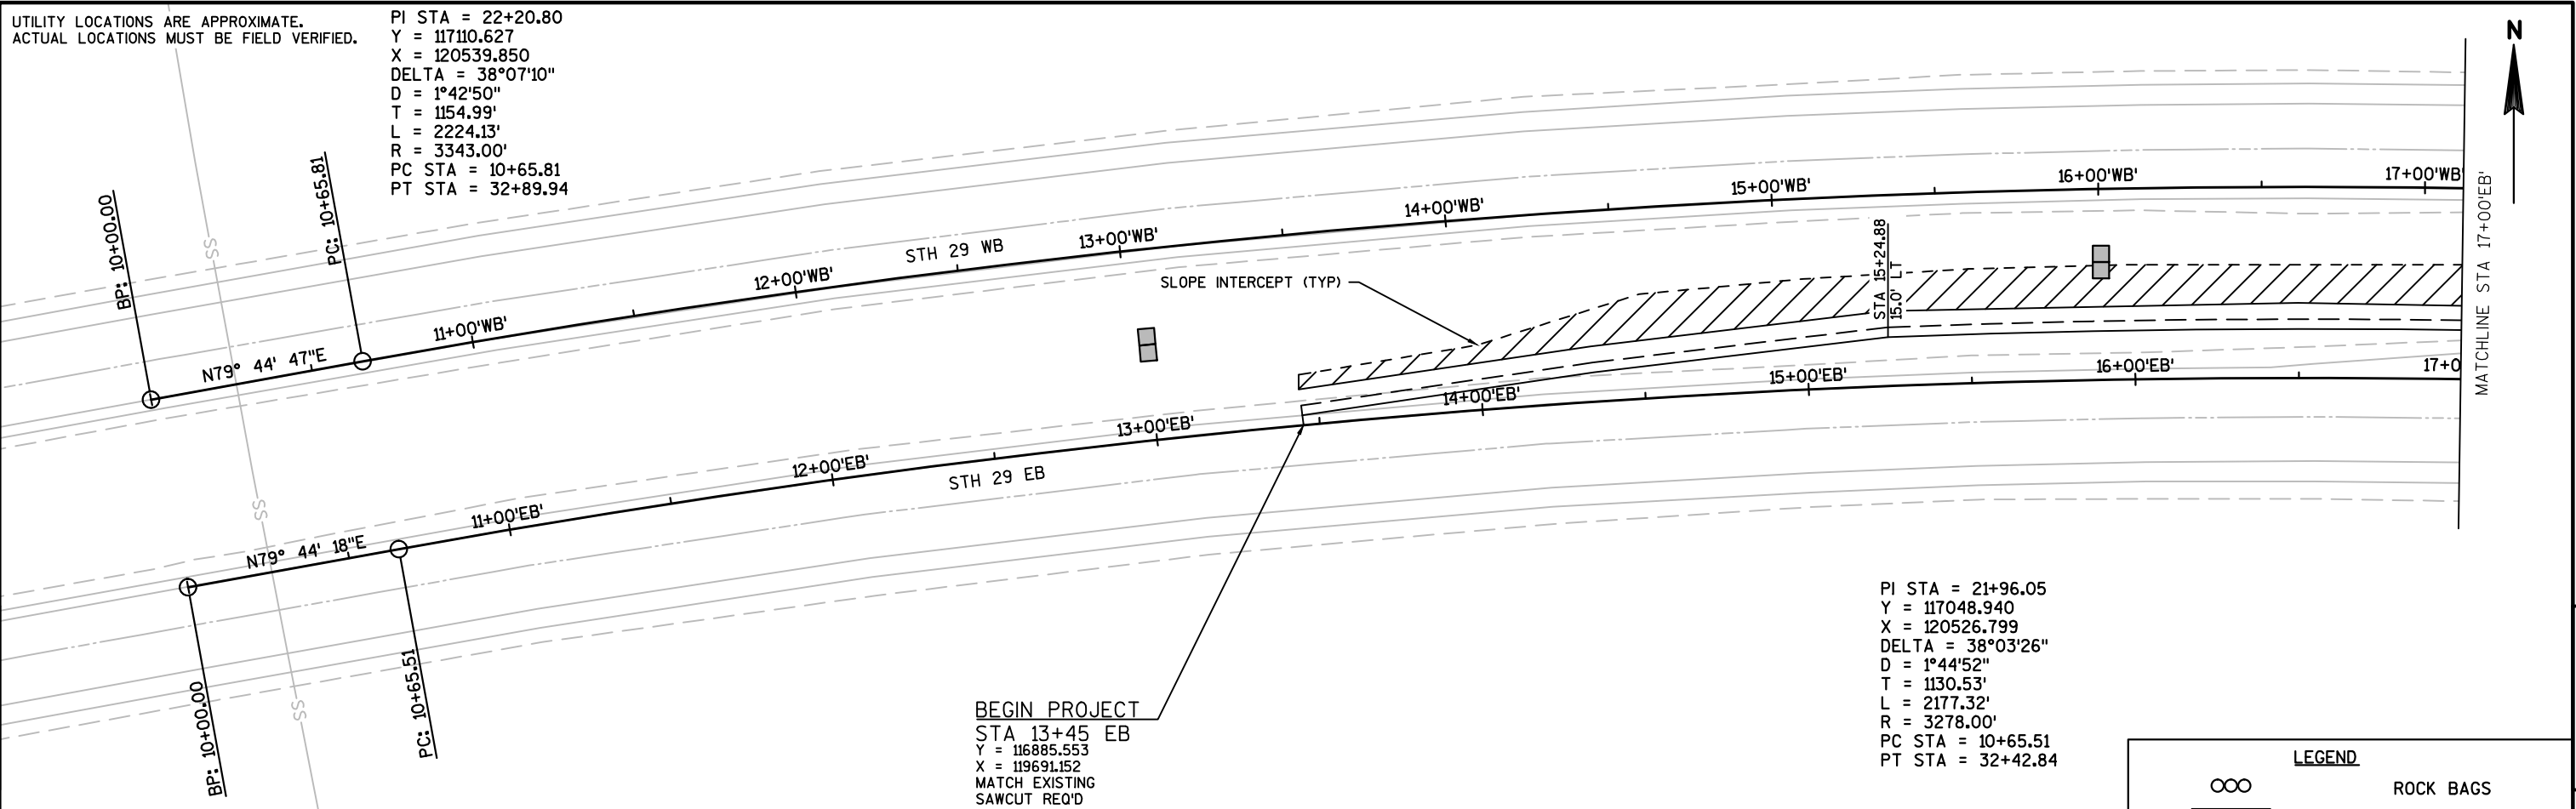 UTILITY LOCATIONS ARE APPROXIMATE.
ACTUAL LOCATIONS MUST BE FIELD VERIFIED.
PI STA = 22+20.80
Y = 117110.627
X = 120539.850
DELTA = 38°07'10"
D = 1°42'50"
T = 1154.99'
L = 2224.13'
R = 3343.00'
PC STA = 10+65.81
PT STA = 32+89.94
N
BP: 10+00.00
PC: 10+65.81
N79° 44' 47"E
11+00'WB'
12+00'WB'
STH 29 WB
13+00'WB'
14+00'WB'
15+00'WB'
16+00'WB'
17+00'WB'
MATCHLINE STA 17+00'EB'
SS
SS
SS
SLOPE INTERCEPT (TYP)
STA 15+24.88
15.0' LT
BP: 10+00.00
PC: 10+65.51
N79° 44' 18"E
11+00'EB'
12+00'EB'
STH 29 EB
13+00'EB'
14+00'EB'
15+00'EB'
16+00'EB'
17+0
BEGIN PROJECT
STA 13+45 EB
Y = 116885.553
X = 119691.152
MATCH EXISTING
SAWCUT REQ'D
PI STA = 21+96.05
Y = 117048.940
X = 120526.799
DELTA = 38°03'26"
D = 1°44'52"
T = 1130.53'
L = 2177.32'
R = 3278.00'
PC STA = 10+65.51
PT STA = 32+42.84
LEGEND
ROCK BAGS